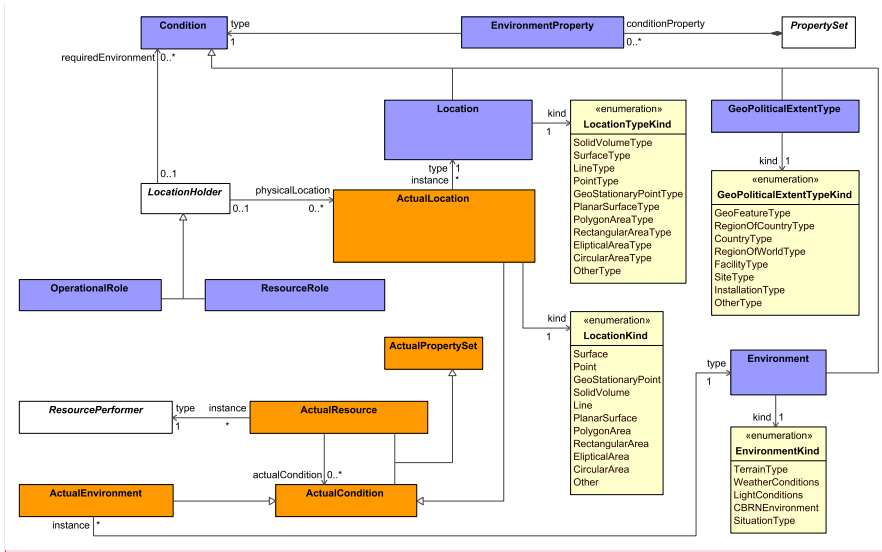 Condition
type
1
EnvironmentProperty
conditionProperty
0..*
PropertySet
requiredEnvironment
0..*
Location
kind
1
«enumeration»
LocationTypeKind
SolidVolumeType
SurfaceType
LineType
PointType
GeoStationaryPointType
PlanarSurfaceType
PolygonAreaType
RectangularAreaType
ElipticalAreaType
CircularAreaType
OtherType
GeoPoliticalExtentType
kind
1
«enumeration»
GeoPoliticalExtentTypeKind
GeoFeatureType
RegionOfCountryType
CountryType
RegionOfWorldType
FacilityType
SiteType
InstallationType
OtherType
type
1
instance
*
0..1
LocationHolder
physicalLocation
0..1
0..*
ActualLocation
OperationalRole
ResourceRole
kind
1
«enumeration»
LocationKind
Surface
Point
GeoStationaryPoint
SolidVolume
Line
PlanarSurface
PolygonArea
RectangularArea
ElipticalArea
CircularArea
Other
ActualPropertySet
type
1
Environment
kind
1
«enumeration»
EnvironmentKind
TerrainType
WeatherConditions
LightConditions
CBRNEnvironment
SituationType
ResourcePerformer
type
1
instance
*
ActualResource
actualCondition
0..*
ActualEnvironment
ActualCondition
instance
*